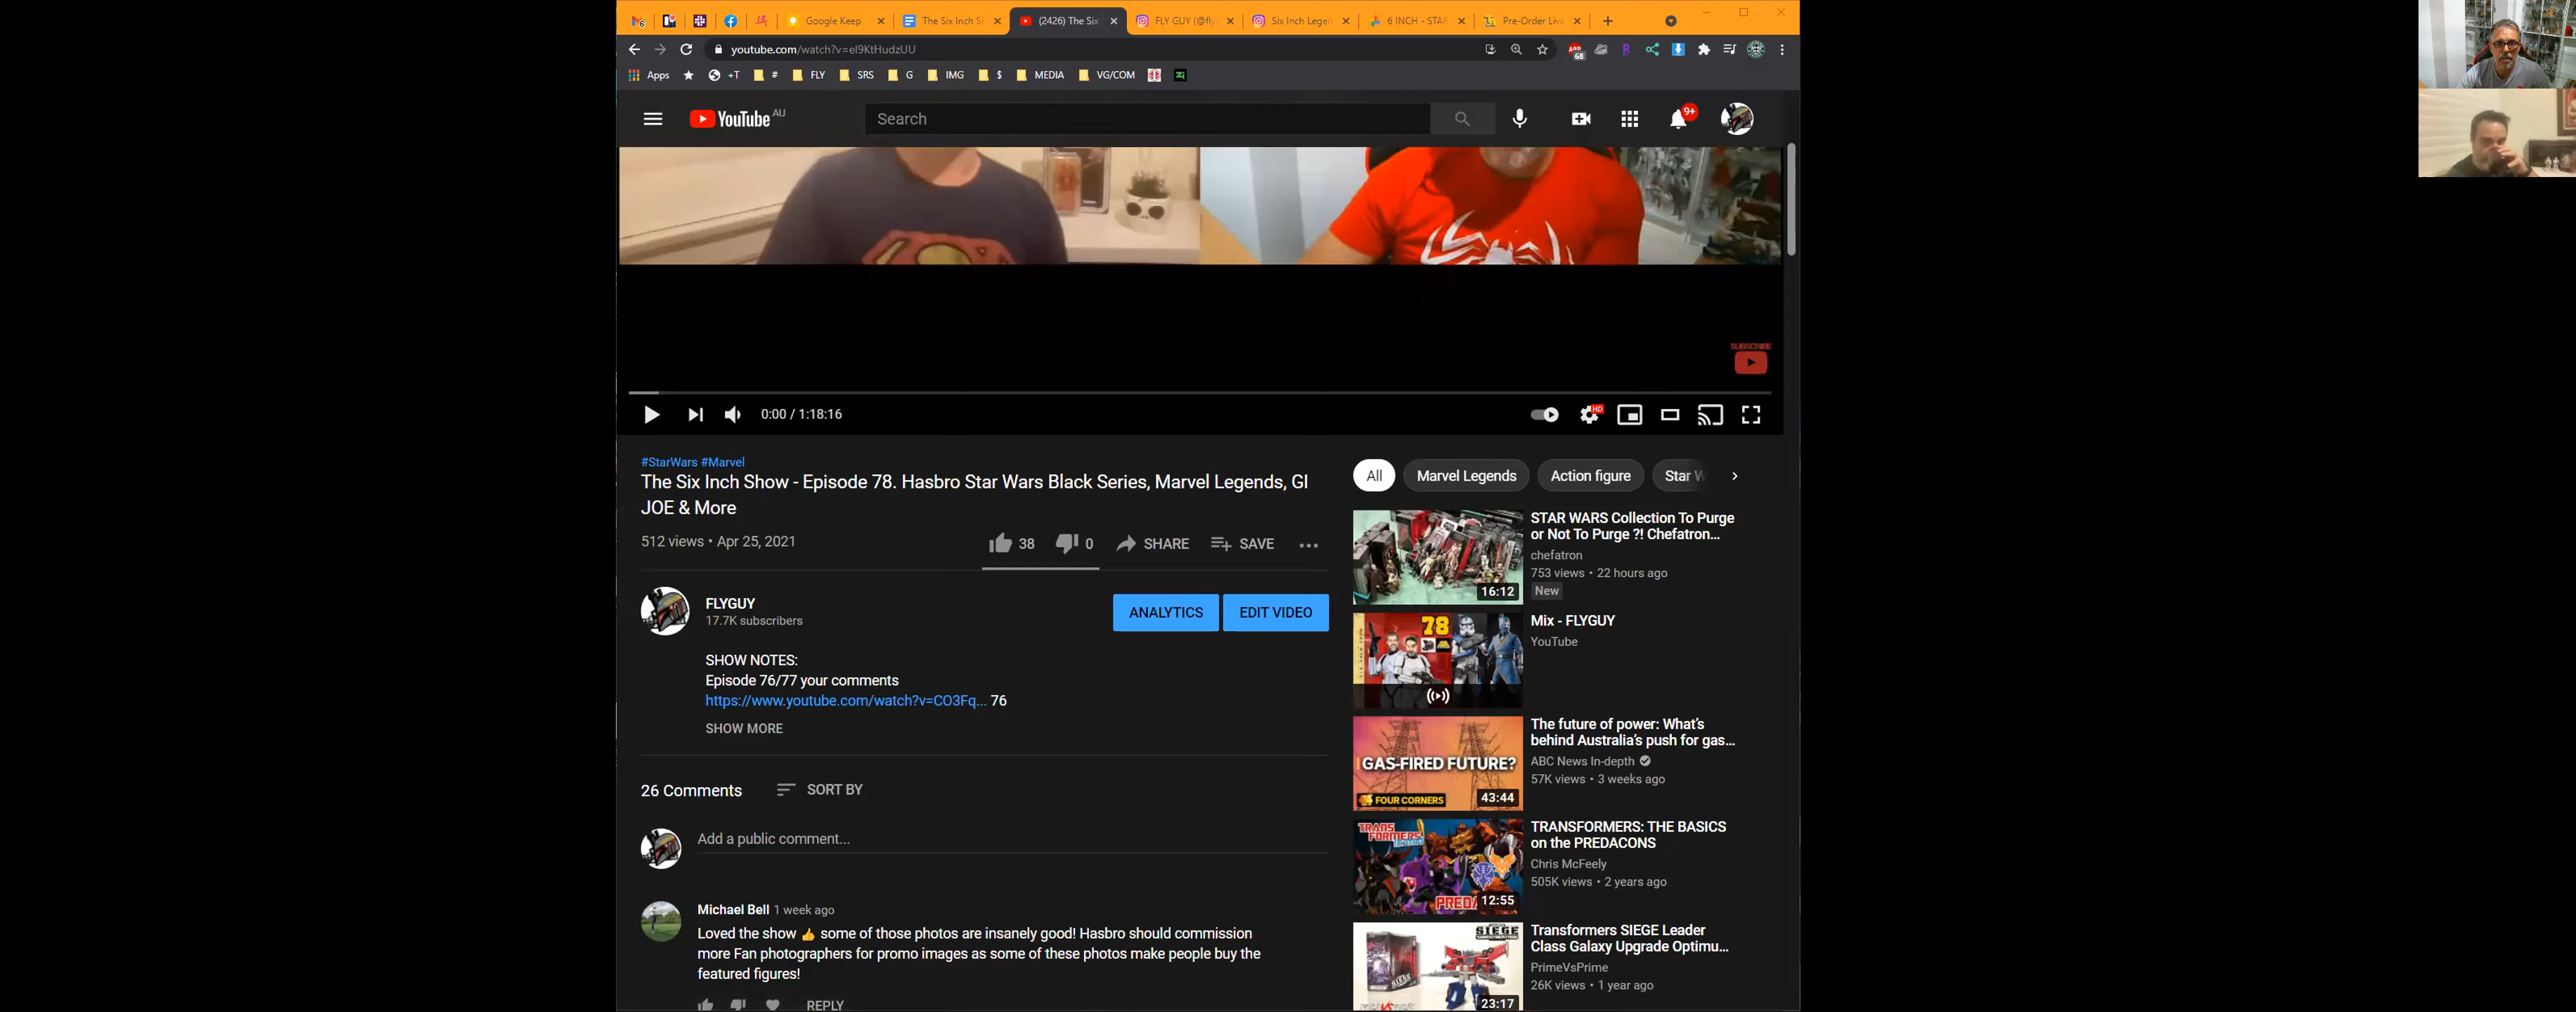 Google Keep
The Six Inch S
(2426) The Six
FLY GUY (@fly
Six Inch Legen
6 INCH - STAR
Pre-Order Live
youtube.com/watch?v=eI9KtHudzUU
Apps
+T
#
FLY
SRS
G
IMG
$
MEDIA
VG/COM
YouTube AU
Search
9+
SUBSCRIBE
0:00 / 1:18:16
HD
#StarWars #Marvel
The Six Inch Show - Episode 78. Hasbro Star Wars Black Series, Marvel Legends, GI
JOE & More
512 views • Apr 25, 2021
38
0
SHARE
SAVE
FLYGUY
17.7K subscribers
ANALYTICS
EDIT VIDEO
SHOW NOTES:
Episode 76/77 your comments
https://www.youtube.com/watch?v=CO3Fq... 76
SHOW MORE
26 Comments
SORT BY
Add a public comment...
Michael Bell 1 week ago
Loved the show 👍 some of those photos are insanely good! Hasbro should commission
more Fan photographers for promo images as some of these photos make people buy the
featured figures!
REPLY
All
Marvel Legends
Action figure
Star W
STAR WARS Collection To Purge
or Not To Purge ?! Chefatron...
chefatron
753 views • 22 hours ago
New
16:12
78
Mix - FLYGUY
YouTube
GAS-FIRED FUTURE?
FOUR CORNERS
43:44
The future of power: What's
behind Australia's push for gas...
ABC News In-depth
57K views • 3 weeks ago
TRANSFORMERS
PREDA
12:55
TRANSFORMERS: THE BASICS
on the PREDACONS
Chris McFeely
505K views • 2 years ago
SIEGE
23:17
Transformers SIEGE Leader
Class Galaxy Upgrade Optimu...
PrimeVsPrime
26K views • 1 year ago